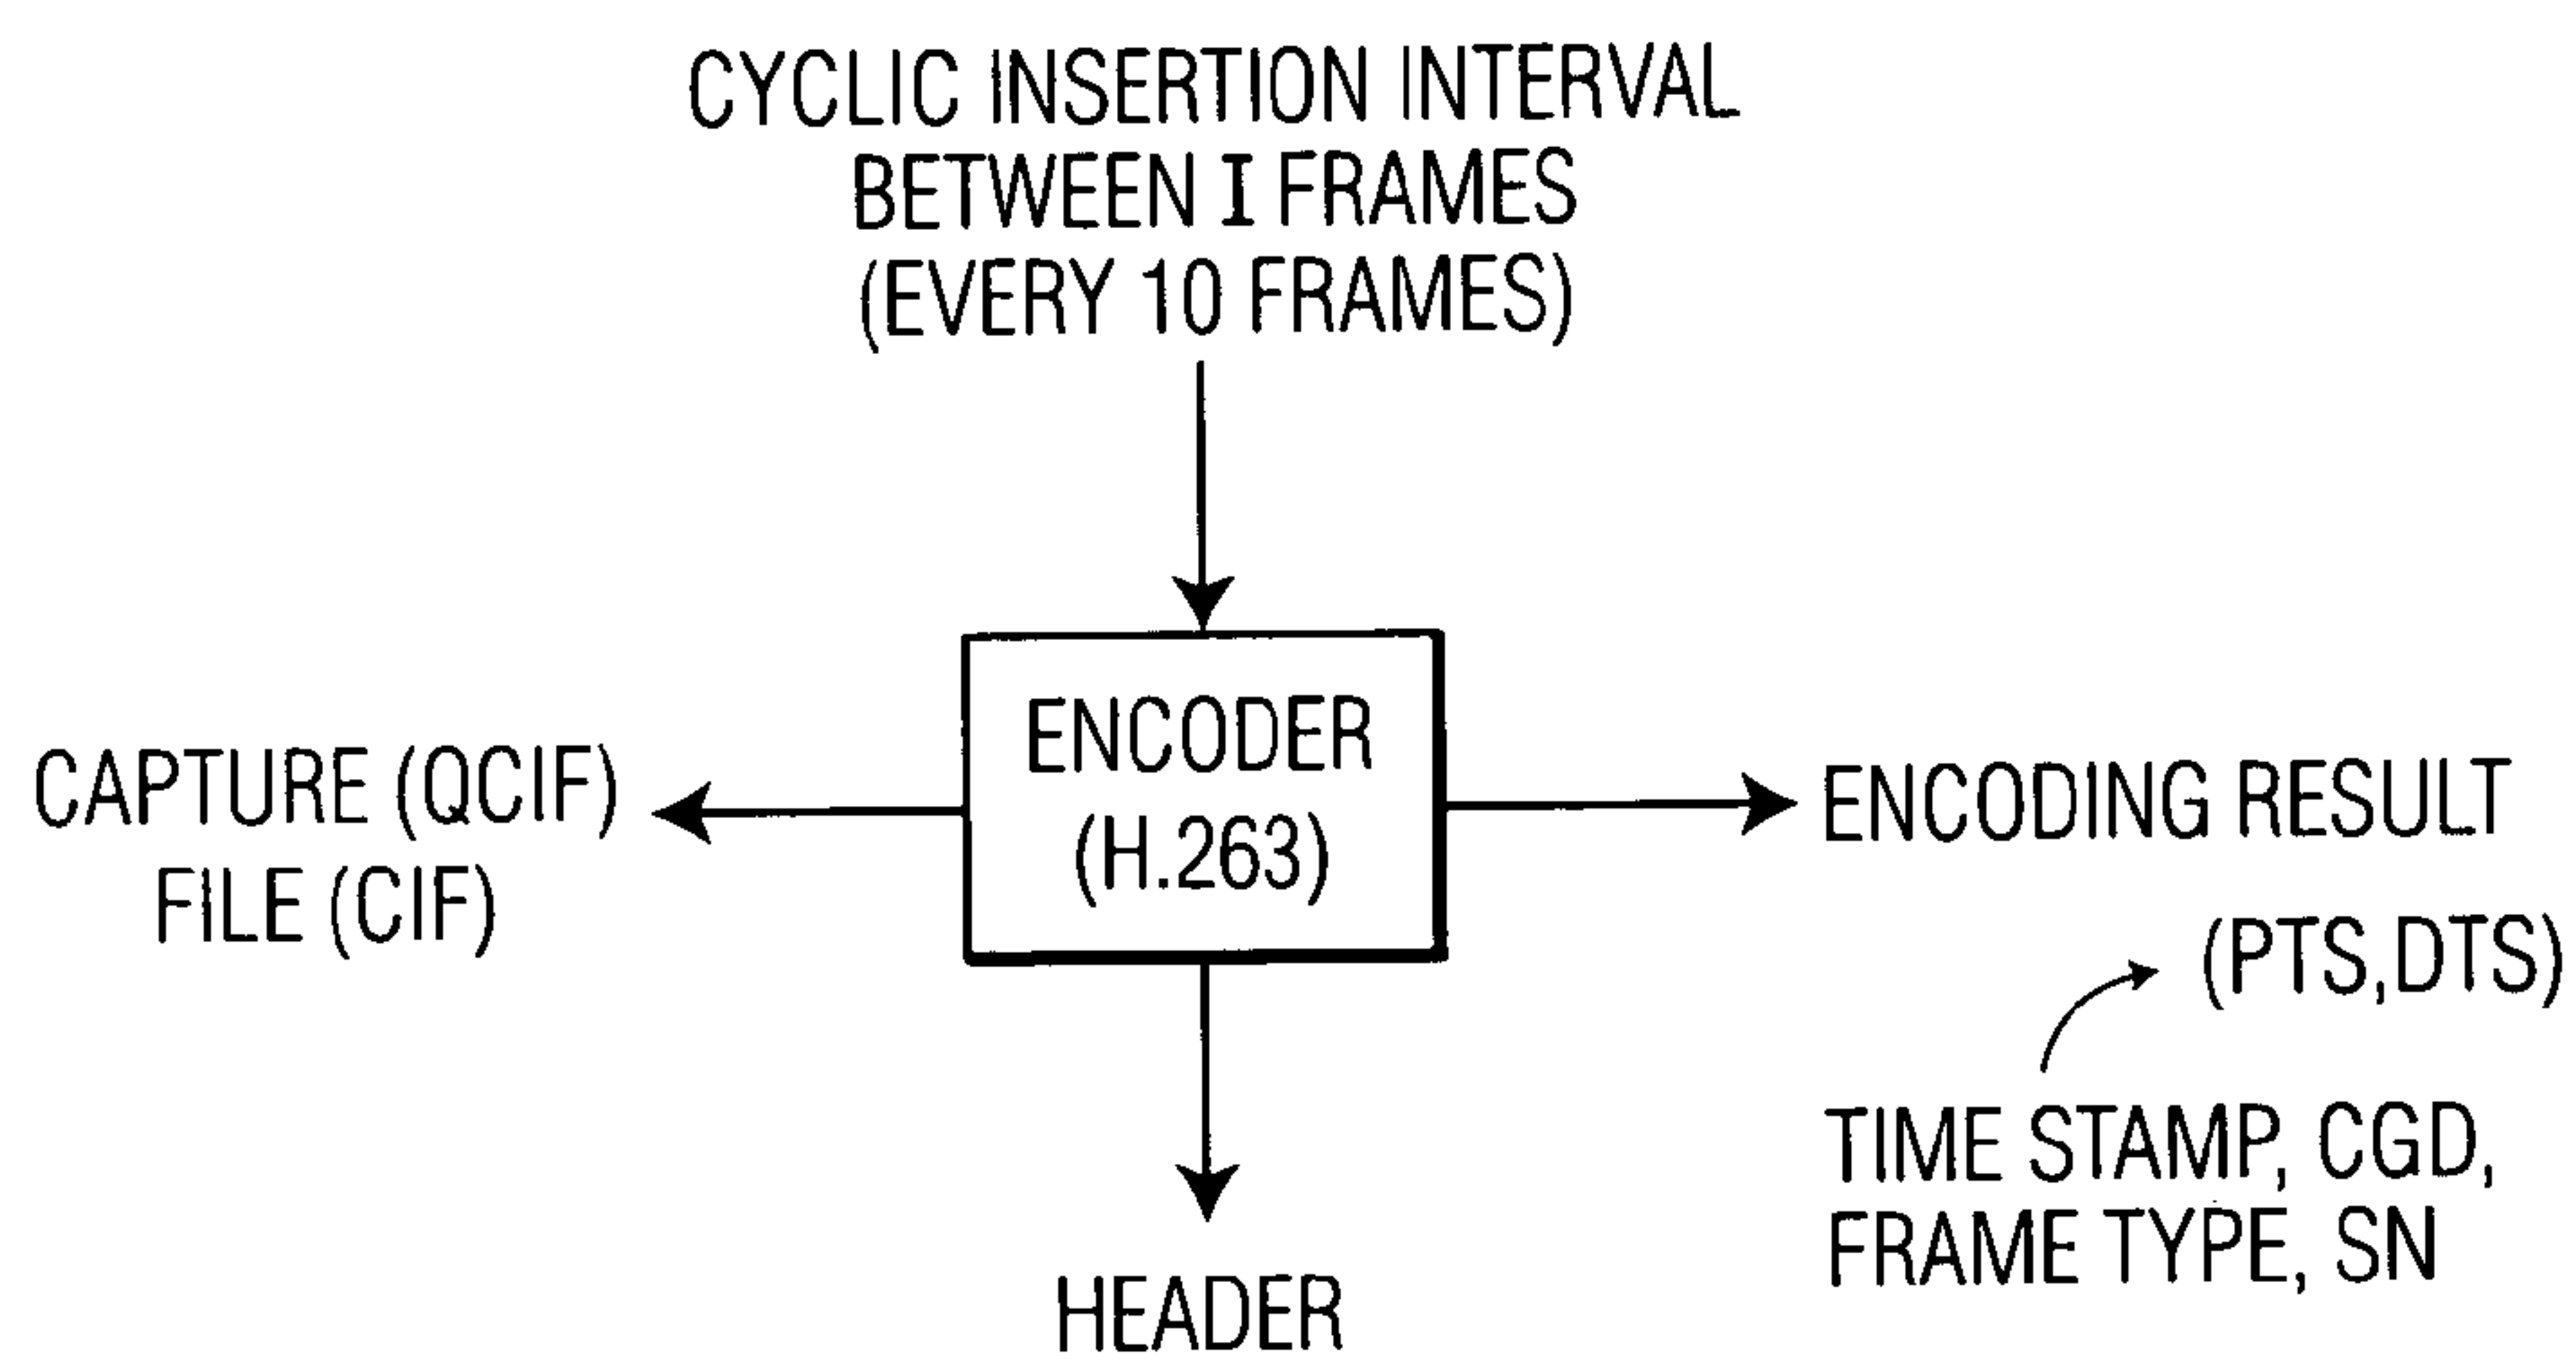 CYCLIC INSERTION INTERVAL
BETWEEN I FRAMES
(EVERY 10 FRAMES)
ENCODER
(H.263)
CAPTURE (QCIF)
FILE (CIF)
ENCODING RESULT
(PTS,DTS)
TIME STAMP, CGD,
FRAME TYPE, SN
HEADER